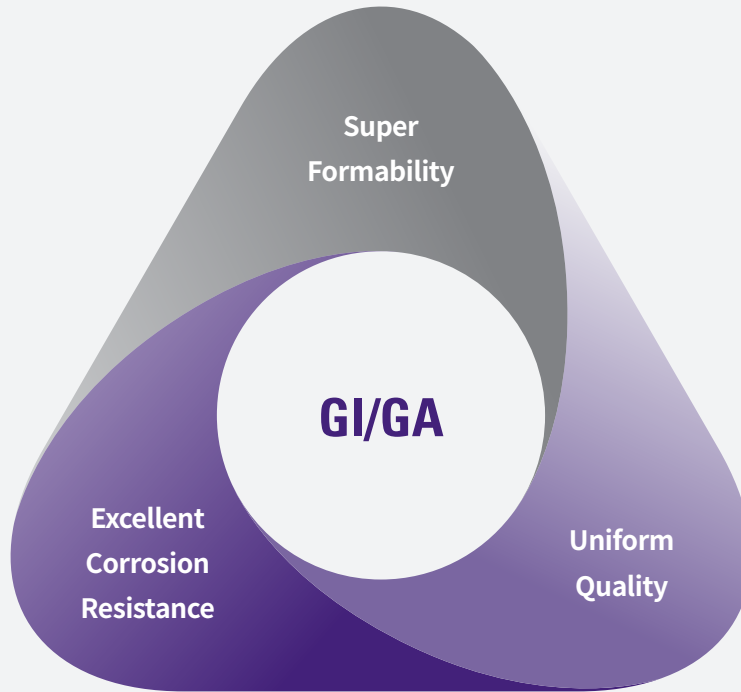 Super
Formability
GI/GA
Excellent
Corrosion
Resistance
Uniform
Quality